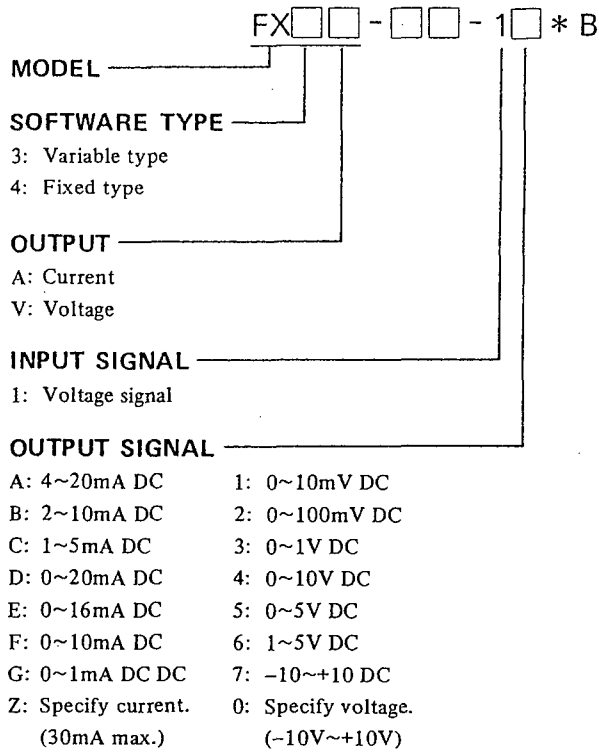 FX□□-□□-1□*B
MODEL
SOFTWARE TYPE
3: Variable type
4: Fixed type
OUTPUT
A: Current
V: Voltage
INPUT SIGNAL
1: Voltage signal
OUTPUT SIGNAL
A: 4~20mA DC
B: 2~10mA DC
C: 1~5mA DC
D: 0~20mA DC
E: 0~16mA DC
F: 0~10mA DC
G: 0~1mA DC DC
Z: Specify current.
(30mA max.)
1: 0~10mV DC
2: 0~100mV DC
3: 0~1V DC
4: 0~10V DC
5: 0~5V DC
6: 1~5V DC
7: −10~+10 DC
0: Specify voltage.
(−10V~+10V)